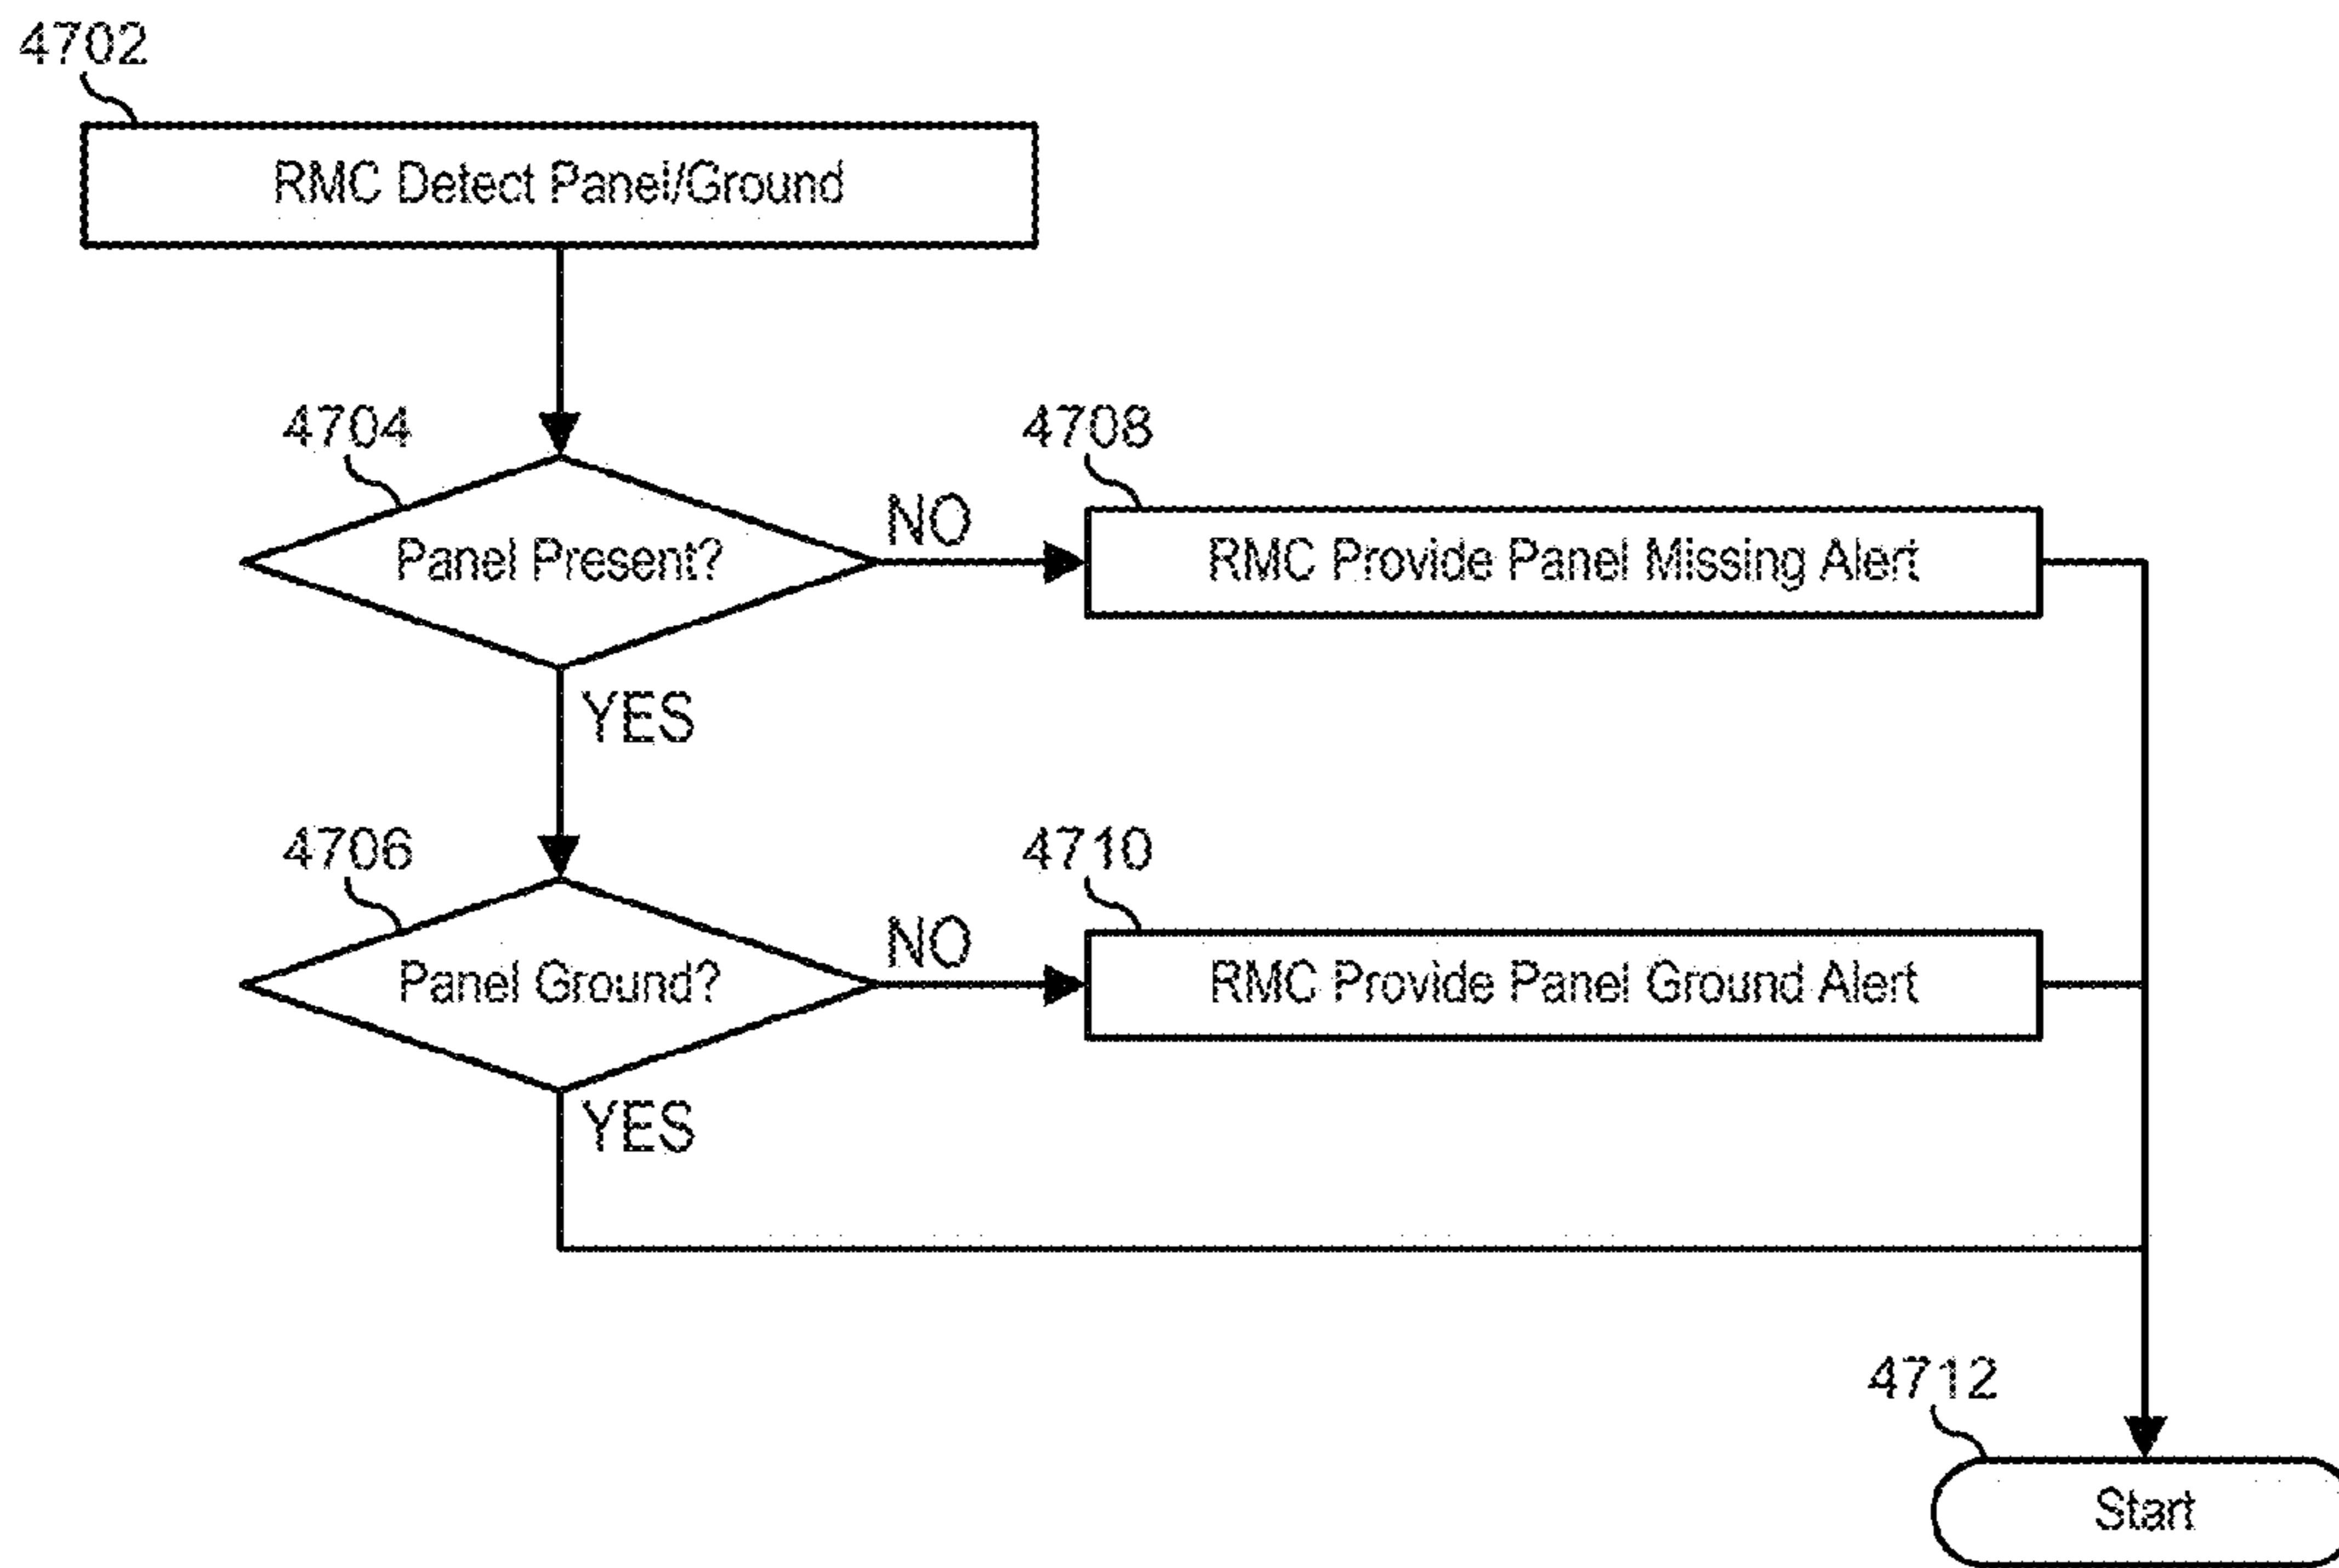 4702
RMC Detect Panel/Ground
4704
Panel Present?
NO
4708
RMC Provide Panel Missing Alert
YES
4706
Panel Ground?
NO
4710
RMC Provide Panel Ground Alert
YES
4712
Start